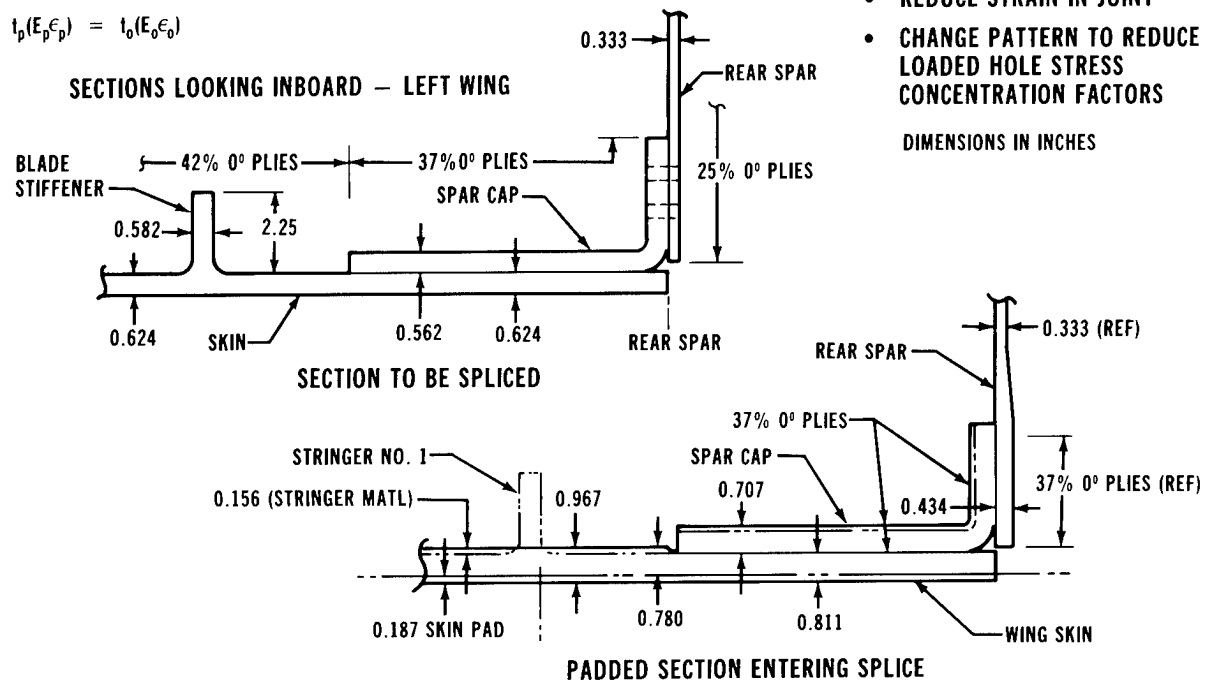 t_p(E_pϵ_p) = t_o(E_oϵ_o)
SECTIONS LOOKING INBOARD – LEFT WING
• REDUCE STRAIN IN JOINT
• CHANGE PATTERN TO REDUCE
LOADED HOLE STRESS
CONCENTRATION FACTORS
DIMENSIONS IN INCHES
0.333
REAR SPAR
BLADE
STIFFENER
42% 0° PLIES
37% 0° PLIES
25% 0° PLIES
SPAR CAP
0.582
2.25
0.624
SKIN
0.562
0.624
REAR SPAR
SECTION TO BE SPLICED
0.333 (REF)
REAR SPAR
37% 0° PLIES
STRINGER NO. 1
SPAR CAP
0.156 (STRINGER MATL)
0.967
0.707
0.434
37% 0° PLIES (REF)
0.187 SKIN PAD
0.780
0.811
WING SKIN
PADDED SECTION ENTERING SPLICE